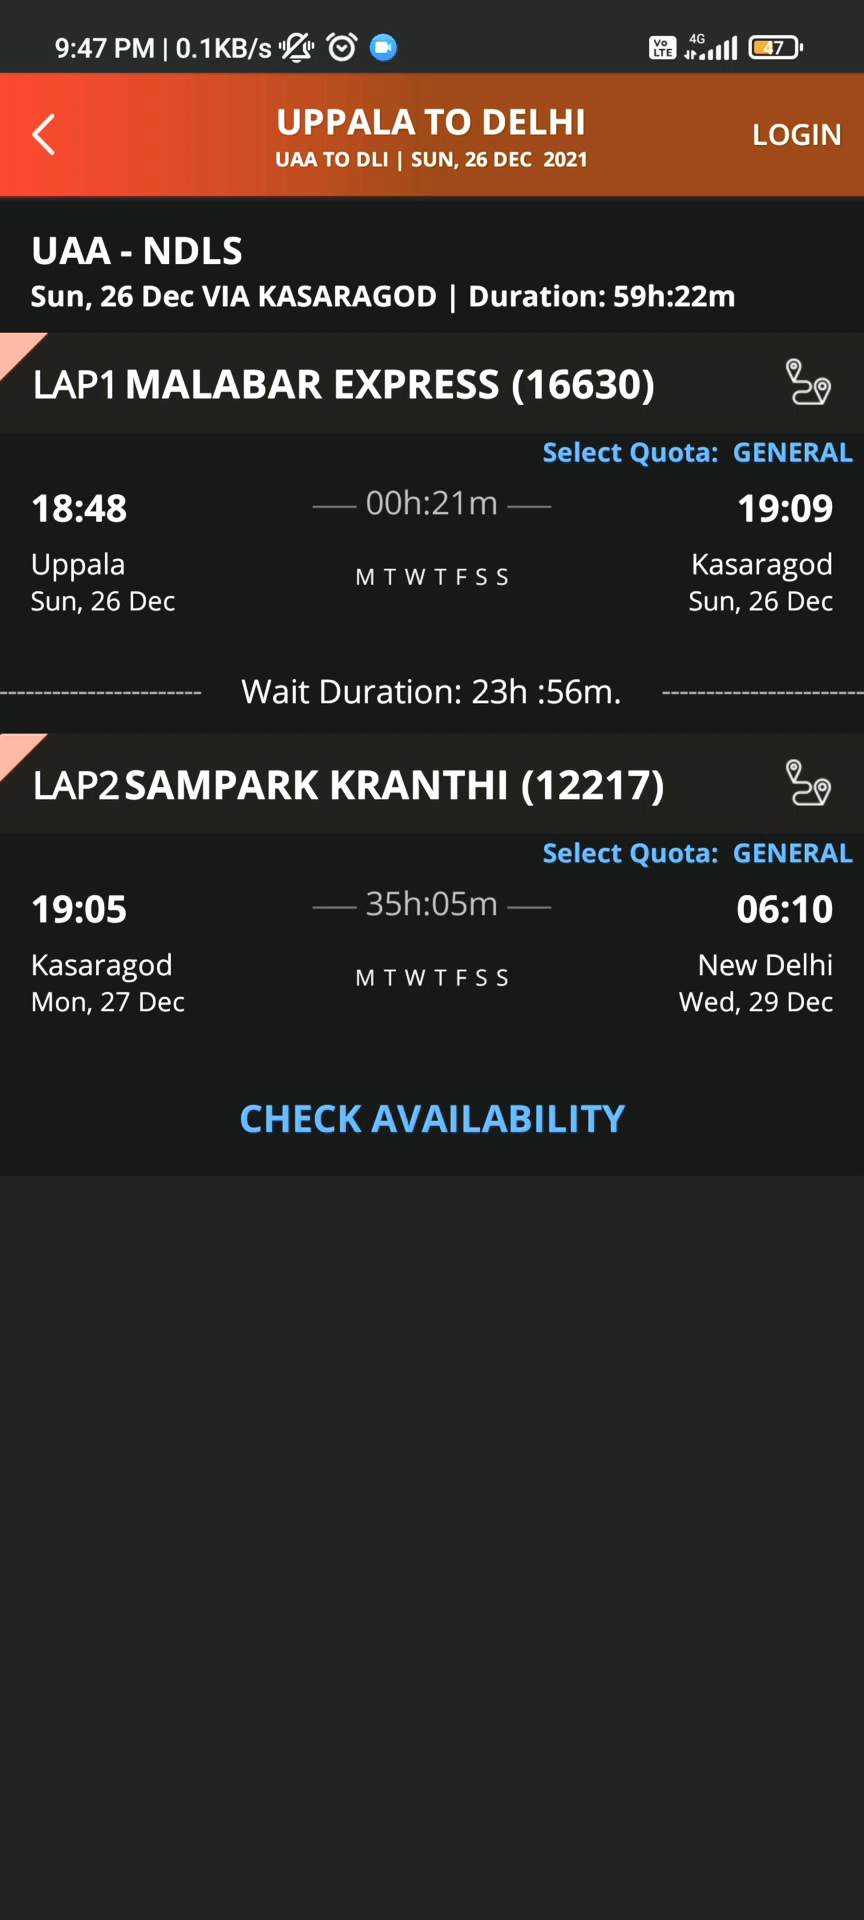 9:47 PM | 0.1KB/s
Vo LTE 4G 47
UPPALA TO DELHI
UAA TO DLI | SUN, 26 DEC 2021
LOGIN
UAA - NDLS
Sun, 26 Dec VIA KASARAGOD | Duration: 59h:22m
LAP1 MALABAR EXPRESS (16630)
Select Quota: GENERAL
18:48 00h:21m 19:09
Uppala Kasaragod
Sun, 26 Dec M T W T F S S Sun, 26 Dec
Wait Duration: 23h :56m.
LAP2 SAMPARK KRANTHI (12217)
Select Quota: GENERAL
19:05 35h:05m 06:10
Kasaragod New Delhi
Mon, 27 Dec M T W T F S S Wed, 29 Dec
CHECK AVAILABILITY